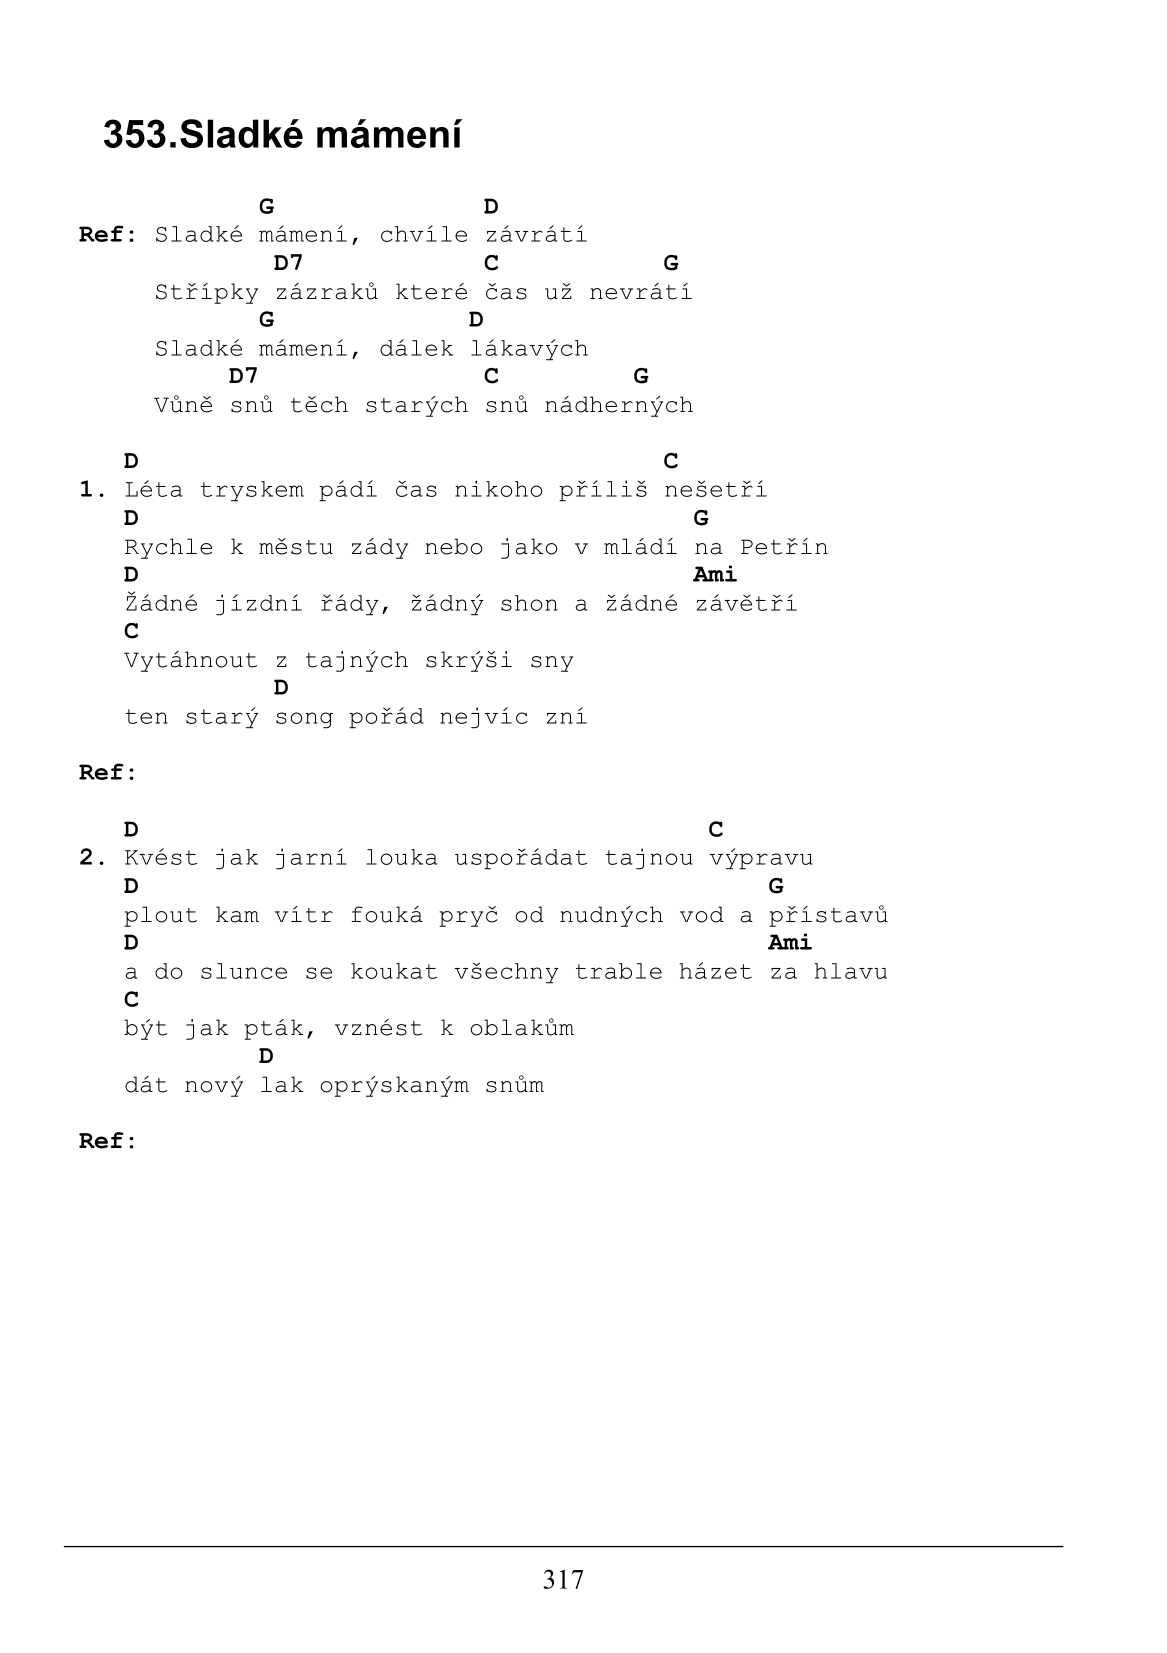 353.Sladké mámení
G D
Ref: Sladké mámení, chvíle závrátí
D7 C G
Střípky zázraků které čas už nevrátí
G D
Sladké mámení, dálek lákavých
D7 C G
Vůně snů těch starých snů nádherných
D C
1. Léta tryskem pádí čas nikoho příliš nešetří
D G
Rychle k městu zády nebo jako v mládí na Petřín
D Ami
Žádné jízdní řády, žádný shon a žádné závětří
C
Vytáhnout z tajných skrýši sny
D
ten starý song pořád nejvíc zní
Ref:
D C
2. Kvést jak jarní louka uspořádat tajnou výpravu
D G
plout kam vítr fouká pryč od nudných vod a přístavů
D Ami
a do slunce se koukat všechny trable házet za hlavu
C
být jak pták, vznést k oblakům
D
dát nový lak oprýskaným snům
Ref:
317